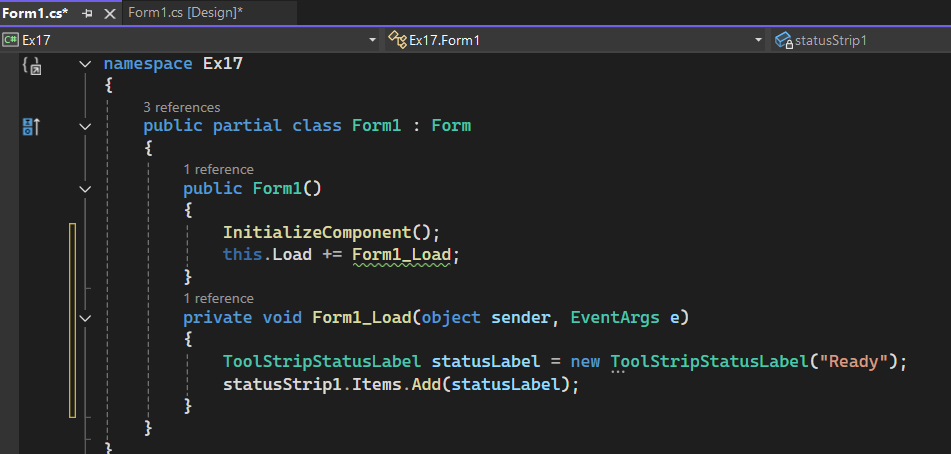 Form1.cs*
Form1.cs [Design]*
C# Ex17
Ex17.Form1
statusStrip1
namespace Ex17
{
3 references
public partial class Form1 : Form
{
1 reference
public Form1()
{
InitializeComponent();
this.Load += Form1_Load;
}
1 reference
private void Form1_Load(object sender, EventArgs e)
{
ToolStripStatusLabel statusLabel = new ToolStripStatusLabel("Ready");
statusStrip1.Items.Add(statusLabel);
}
}
}